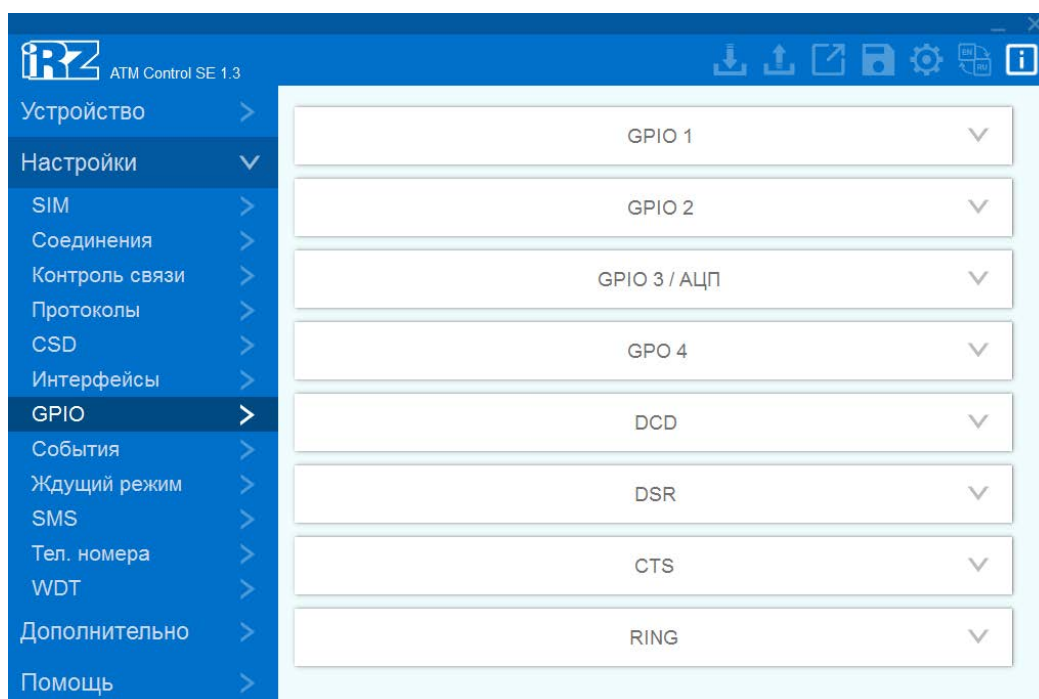 iRZ ATM Control SE 1.3
EN
RU
Устройство
Настройки
SIM
Соединения
Контроль связи
Протоколы
CSD
Интерфейсы
GPIO
События
Ждущий режим
SMS
Тел. номера
WDT
Дополнительно
Помощь
GPIO 1
GPIO 2
GPIO 3 / АЦП
GPO 4
DCD
DSR
CTS
RING